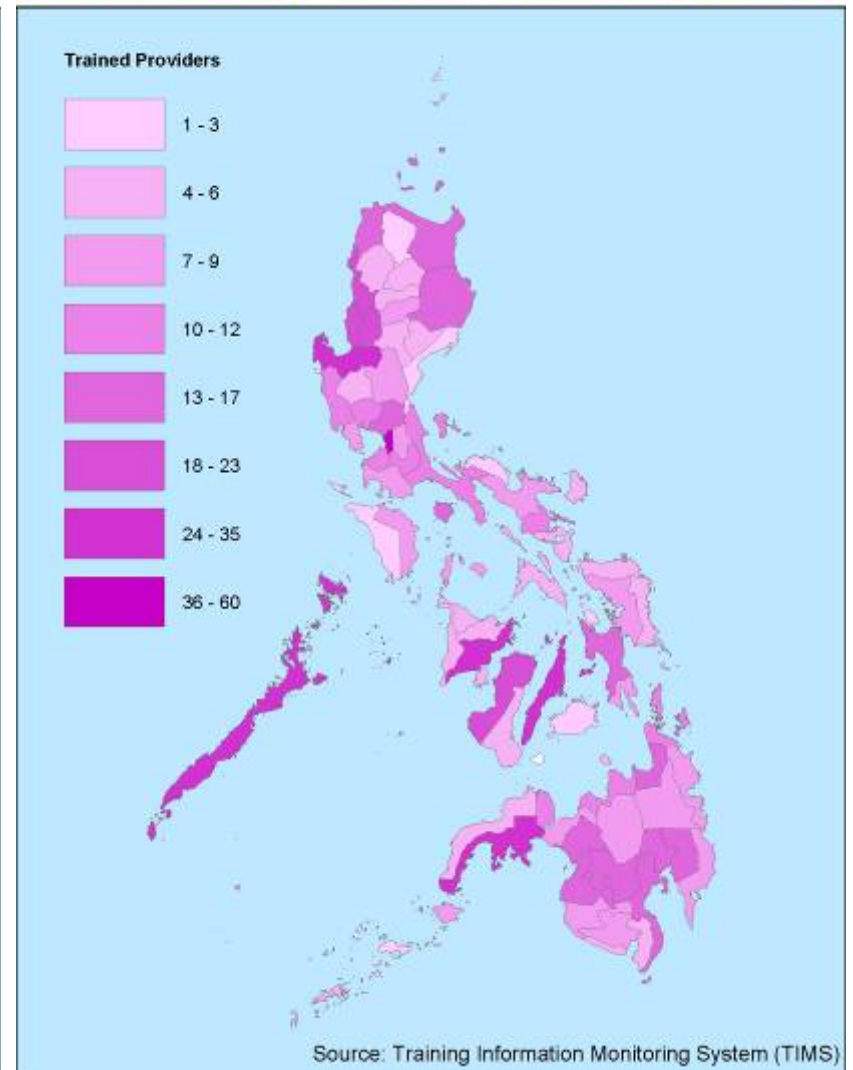 Trained Providers
1 - 3
4 - 6
7 - 9
10 - 12
13 - 17
18 - 23
24 - 35
36 - 60
Source: Training Information Monitoring System (TIMS)